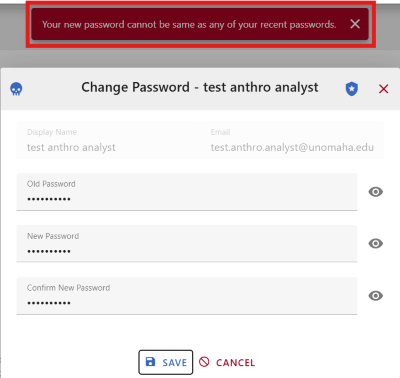 Your new password cannot be same as any of your recent passwords.
Change Password - test anthro analyst
Display Name
Email
test anthro analyst
test.anthro.analyst@unomaha.edu
Old Password
••••••••••
New Password
••••••••••
Confirm New Password
••••••••••
SAVE CANCEL